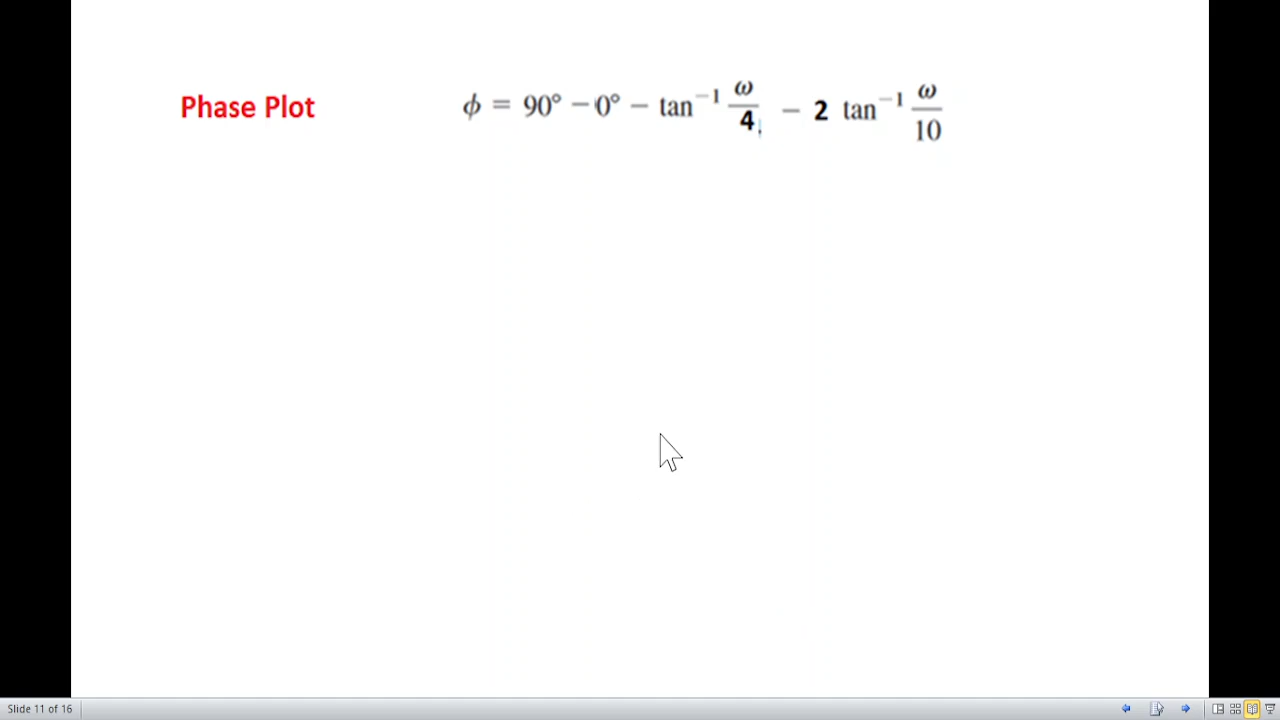 Phase Plot ϕ = 90° − 0° − tan⁻¹ ω/4 − 2 tan⁻¹ ω/10
Slide 11 of 16